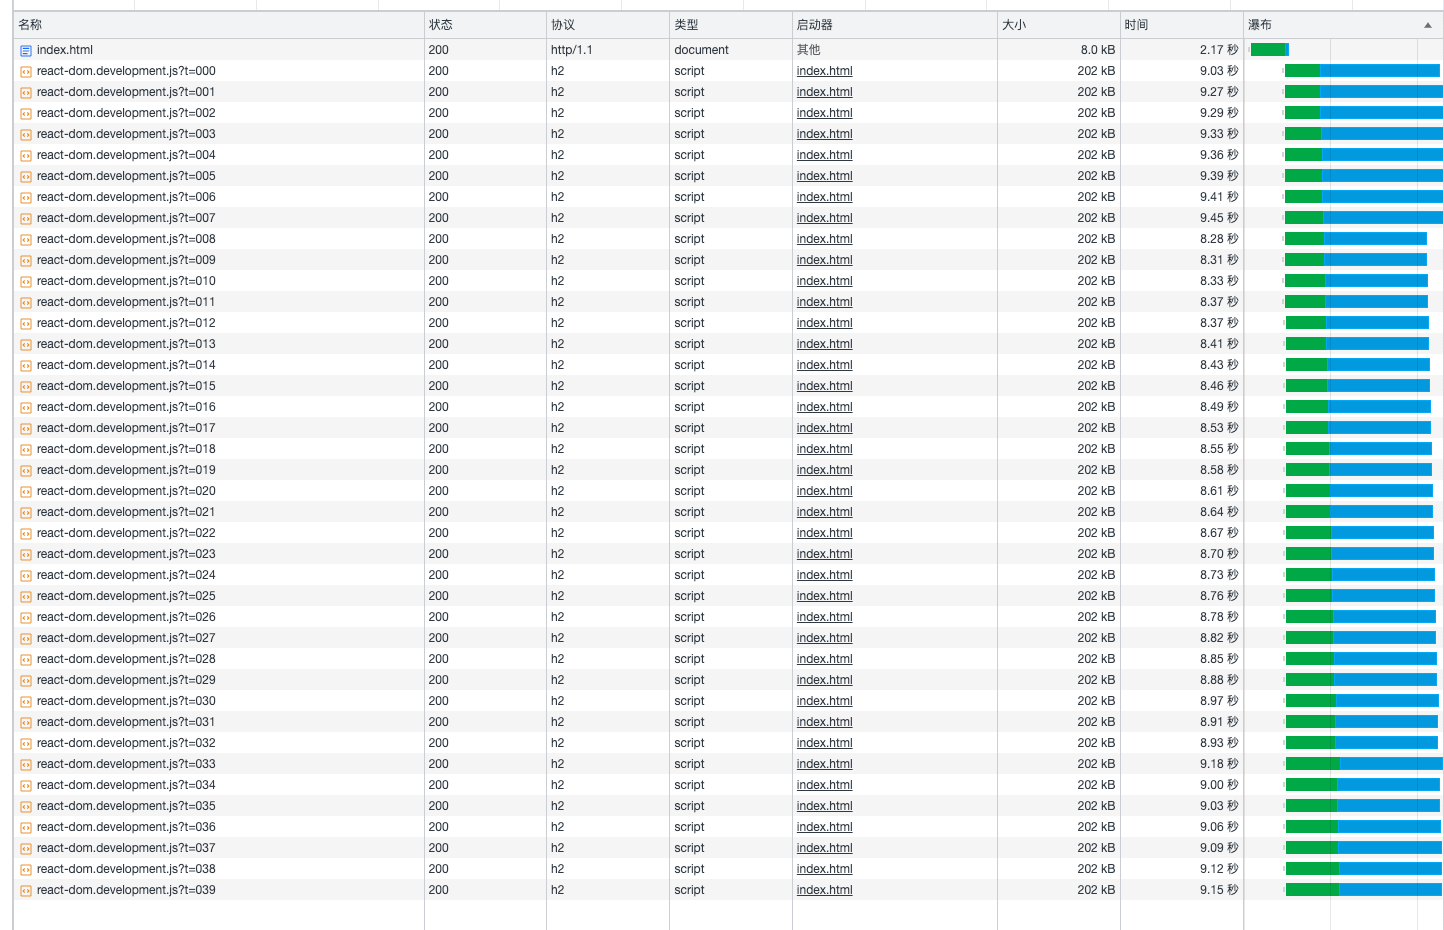 名称 状态 协议 类型 启动器 大小 时间 瀑布
index.html 200 http/1.1 document 其他 8.0 kB 2.17 秒
react-dom.development.js?t=000 200 h2 script index.html 202 kB 9.03 秒
react-dom.development.js?t=001 200 h2 script index.html 202 kB 9.27 秒
react-dom.development.js?t=002 200 h2 script index.html 202 kB 9.29 秒
react-dom.development.js?t=003 200 h2 script index.html 202 kB 9.33 秒
react-dom.development.js?t=004 200 h2 script index.html 202 kB 9.36 秒
react-dom.development.js?t=005 200 h2 script index.html 202 kB 9.39 秒
react-dom.development.js?t=006 200 h2 script index.html 202 kB 9.41 秒
react-dom.development.js?t=007 200 h2 script index.html 202 kB 9.45 秒
react-dom.development.js?t=008 200 h2 script index.html 202 kB 8.28 秒
react-dom.development.js?t=009 200 h2 script index.html 202 kB 8.31 秒
react-dom.development.js?t=010 200 h2 script index.html 202 kB 8.33 秒
react-dom.development.js?t=011 200 h2 script index.html 202 kB 8.37 秒
react-dom.development.js?t=012 200 h2 script index.html 202 kB 8.37 秒
react-dom.development.js?t=013 200 h2 script index.html 202 kB 8.41 秒
react-dom.development.js?t=014 200 h2 script index.html 202 kB 8.43 秒
react-dom.development.js?t=015 200 h2 script index.html 202 kB 8.46 秒
react-dom.development.js?t=016 200 h2 script index.html 202 kB 8.49 秒
react-dom.development.js?t=017 200 h2 script index.html 202 kB 8.53 秒
react-dom.development.js?t=018 200 h2 script index.html 202 kB 8.55 秒
react-dom.development.js?t=019 200 h2 script index.html 202 kB 8.58 秒
react-dom.development.js?t=020 200 h2 script index.html 202 kB 8.61 秒
react-dom.development.js?t=021 200 h2 script index.html 202 kB 8.64 秒
react-dom.development.js?t=022 200 h2 script index.html 202 kB 8.67 秒
react-dom.development.js?t=023 200 h2 script index.html 202 kB 8.70 秒
react-dom.development.js?t=024 200 h2 script index.html 202 kB 8.73 秒
react-dom.development.js?t=025 200 h2 script index.html 202 kB 8.76 秒
react-dom.development.js?t=026 200 h2 script index.html 202 kB 8.78 秒
react-dom.development.js?t=027 200 h2 script index.html 202 kB 8.82 秒
react-dom.development.js?t=028 200 h2 script index.html 202 kB 8.85 秒
react-dom.development.js?t=029 200 h2 script index.html 202 kB 8.88 秒
react-dom.development.js?t=030 200 h2 script index.html 202 kB 8.97 秒
react-dom.development.js?t=031 200 h2 script index.html 202 kB 8.91 秒
react-dom.development.js?t=032 200 h2 script index.html 202 kB 8.93 秒
react-dom.development.js?t=033 200 h2 script index.html 202 kB 9.18 秒
react-dom.development.js?t=034 200 h2 script index.html 202 kB 9.00 秒
react-dom.development.js?t=035 200 h2 script index.html 202 kB 9.03 秒
react-dom.development.js?t=036 200 h2 script index.html 202 kB 9.06 秒
react-dom.development.js?t=037 200 h2 script index.html 202 kB 9.09 秒
react-dom.development.js?t=038 200 h2 script index.html 202 kB 9.12 秒
react-dom.development.js?t=039 200 h2 script index.html 202 kB 9.15 秒